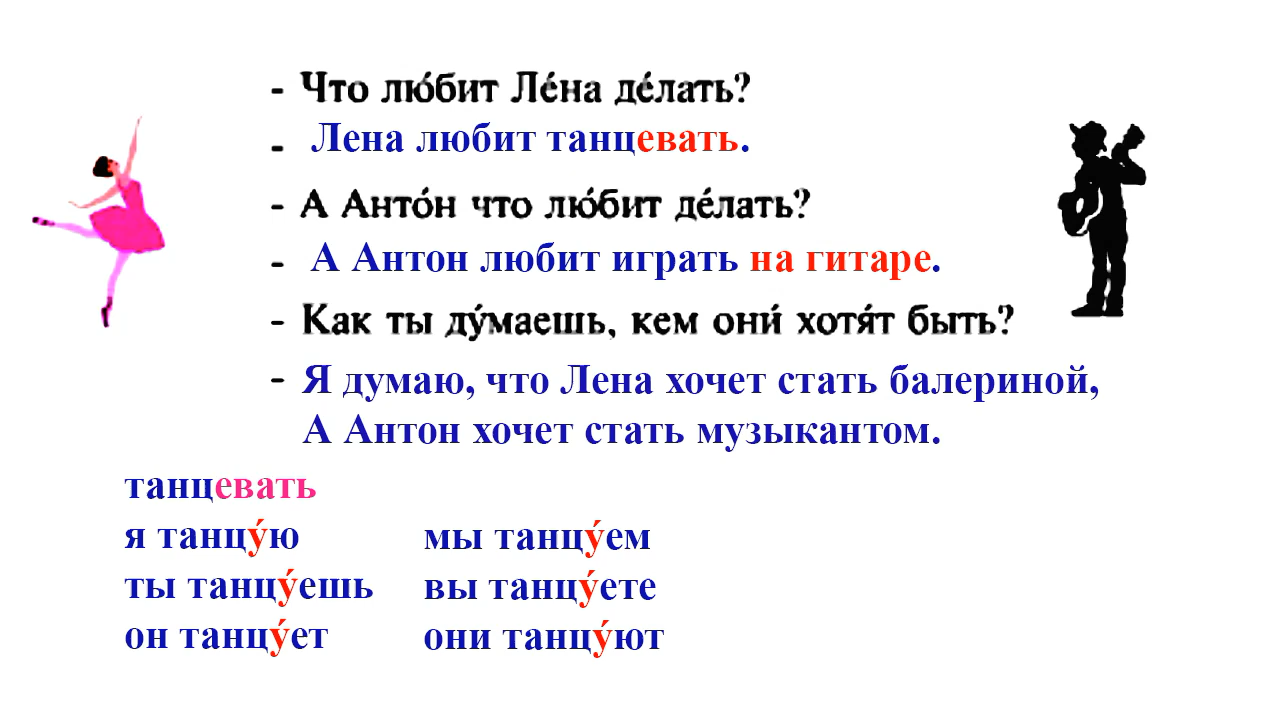 - Что лю́бит Ле́на де́лать?
- Лена любит танцевать.
- А Анто́н что лю́бит де́лать?
- А Антон любит играть на гитаре.
- Как ты ду́маешь, кем они́ хотя́т быть?
- Я думаю, что Лена хочет стать балериной,
А Антон хочет стать музыкантом.
танцевать
я танцу́ю
ты танцу́ешь
он танцу́ет
мы танцу́ем
вы танцу́ете
они танцу́ют